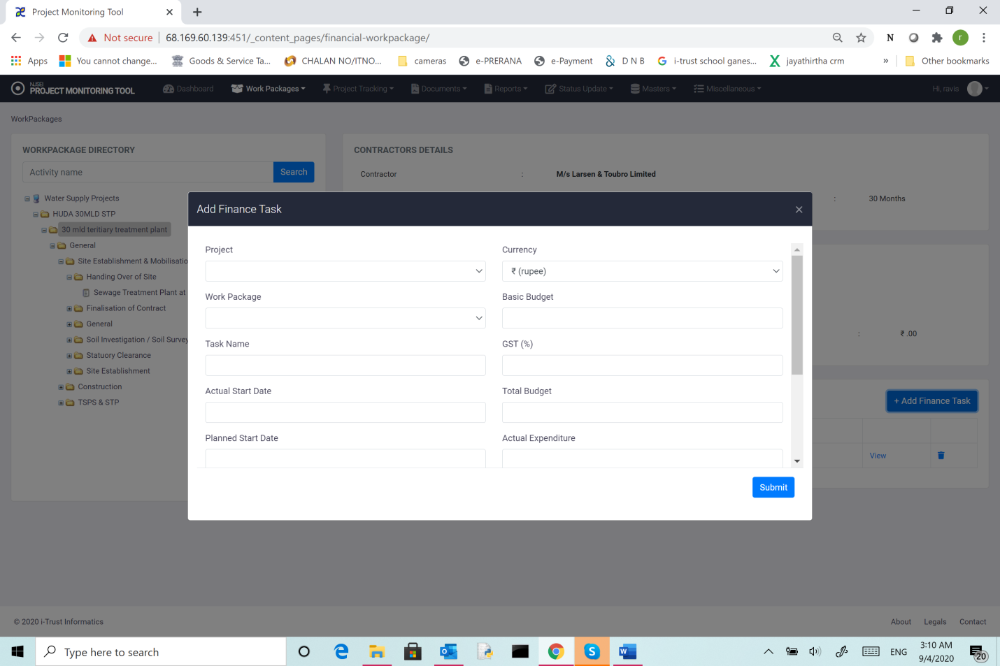 Project Monitoring Tool
Not secure
68.169.60.139:451/_content_pages/financial-workpackage/
N
r
Apps
You cannot change...
Goods & Service Ta...
CHALAN NO/ITNO...
cameras
e-PRERANA
e-Payment
D N B
i-trust school ganes...
jayathirtha crm
»
Other bookmarks
NJSEI
PROJECT MONITORING TOOL
Dashboard
Work Packages
Project Tracking
Documents
Reports
Status Update
Masters
Miscellaneous
Hi, ravis
WorkPackages
WORKPACKAGE DIRECTORY
Activity name
Search
Water Supply Projects
HUDA 30MLD STP
30 mld teritiary treatment plant
General
Site Establishment & Mobilisatio
Handing Over of Site
Sewage Treatment Plant at
Finalisation of Contract
General
Soil Investigation / Soil Survey
Statuory Clearance
Site Establishment
Construction
TSPS & STP
CONTRACTORS DETAILS
Contractor : M/s Larsen & Toubro Limited
: 30 Months
: ₹ .00
+ Add Finance Task
View
Add Finance Task
×
Project
Currency
₹ (rupee)
Work Package
Basic Budget
Task Name
GST (%)
Actual Start Date
Total Budget
Planned Start Date
Actual Expenditure
Submit
© 2020 i-Trust Informatics
About
Legals
Contact
Type here to search
ENG
3:10 AM
9/4/2020
20